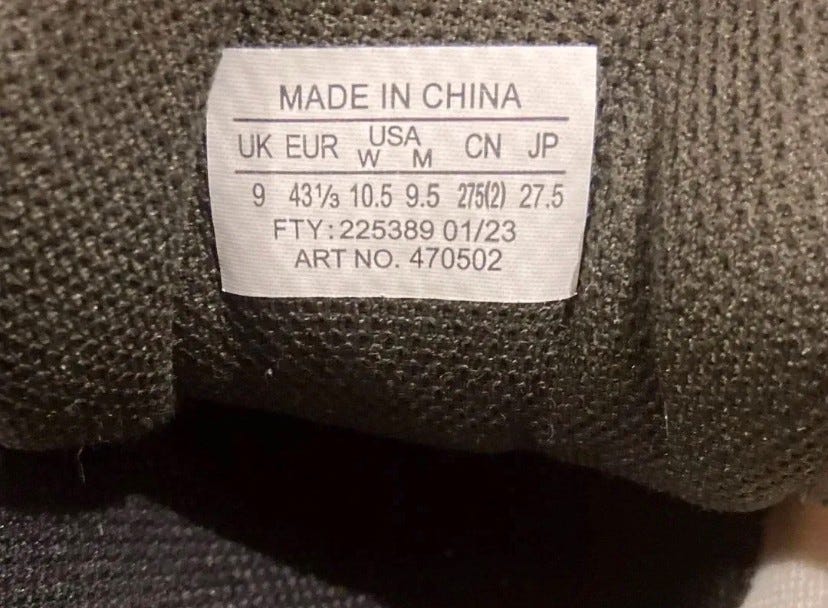 MADE IN CHINA
UK EUR USA W M CN JP
9 43⅓ 10.5 9.5 275(2) 27.5
FTY: 225389 01/23
ART NO. 470502